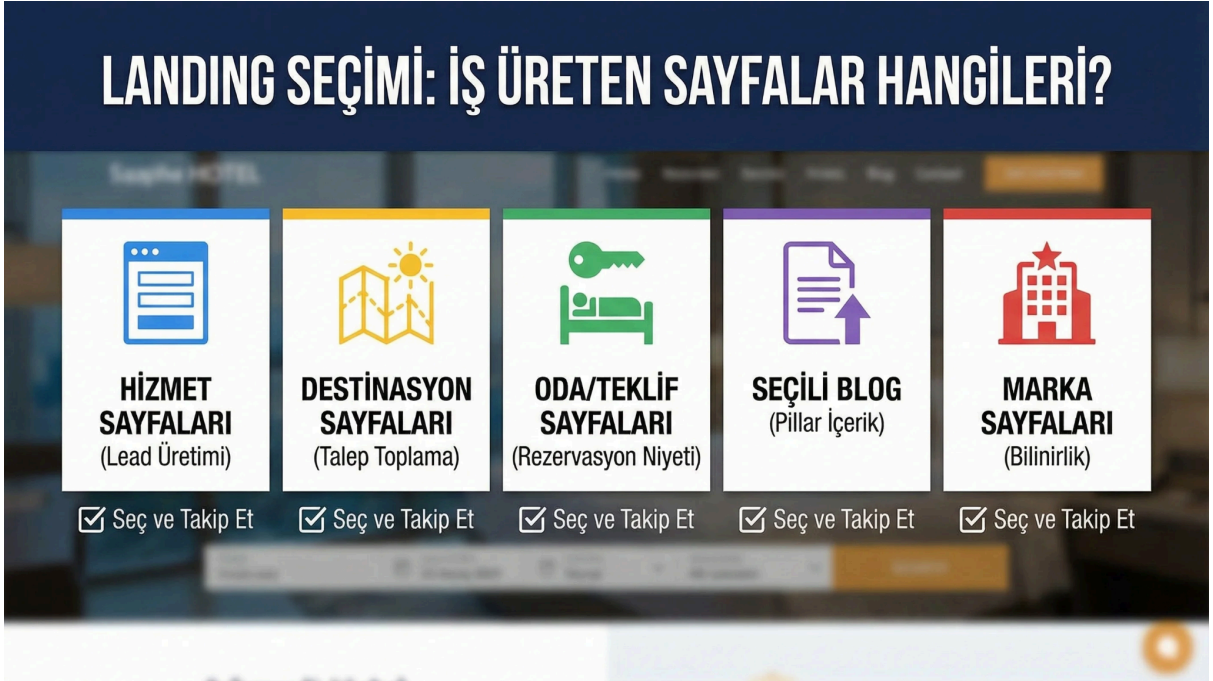 LANDING SEÇİMİ: İŞ ÜRETEN SAYFALAR HANGİLERİ?
HİZMET
SAYFALARI
(Lead Üretimi)
Seç ve Takip Et
DESTİNASYON
SAYFALARI
(Talep Toplama)
Seç ve Takip Et
ODA/TEKLİF
SAYFALARI
(Rezervasyon Niyeti)
Seç ve Takip Et
SEÇİLİ BLOG
(Pillar İçerik)
Seç ve Takip Et
MARKA
SAYFALARI
(Bilinirlik)
Seç ve Takip Et